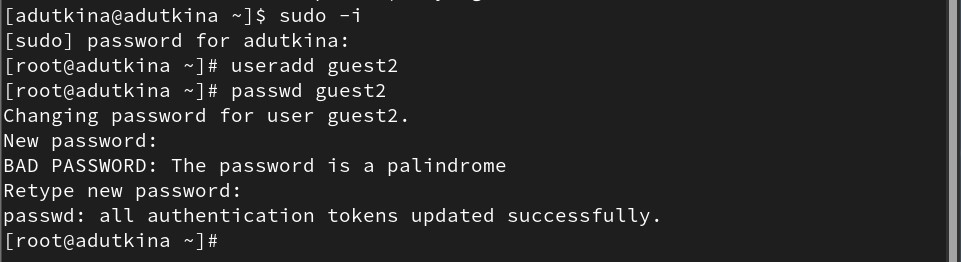 [adutkina@adutkina ~]$ sudo -i
[sudo] password for adutkina:
[root@adutkina ~]# useradd guest2
[root@adutkina ~]# passwd guest2
Changing password for user guest2.
New password:
BAD PASSWORD: The password is a palindrome
Retype new password:
passwd: all authentication tokens updated successfully.
[root@adutkina ~]#